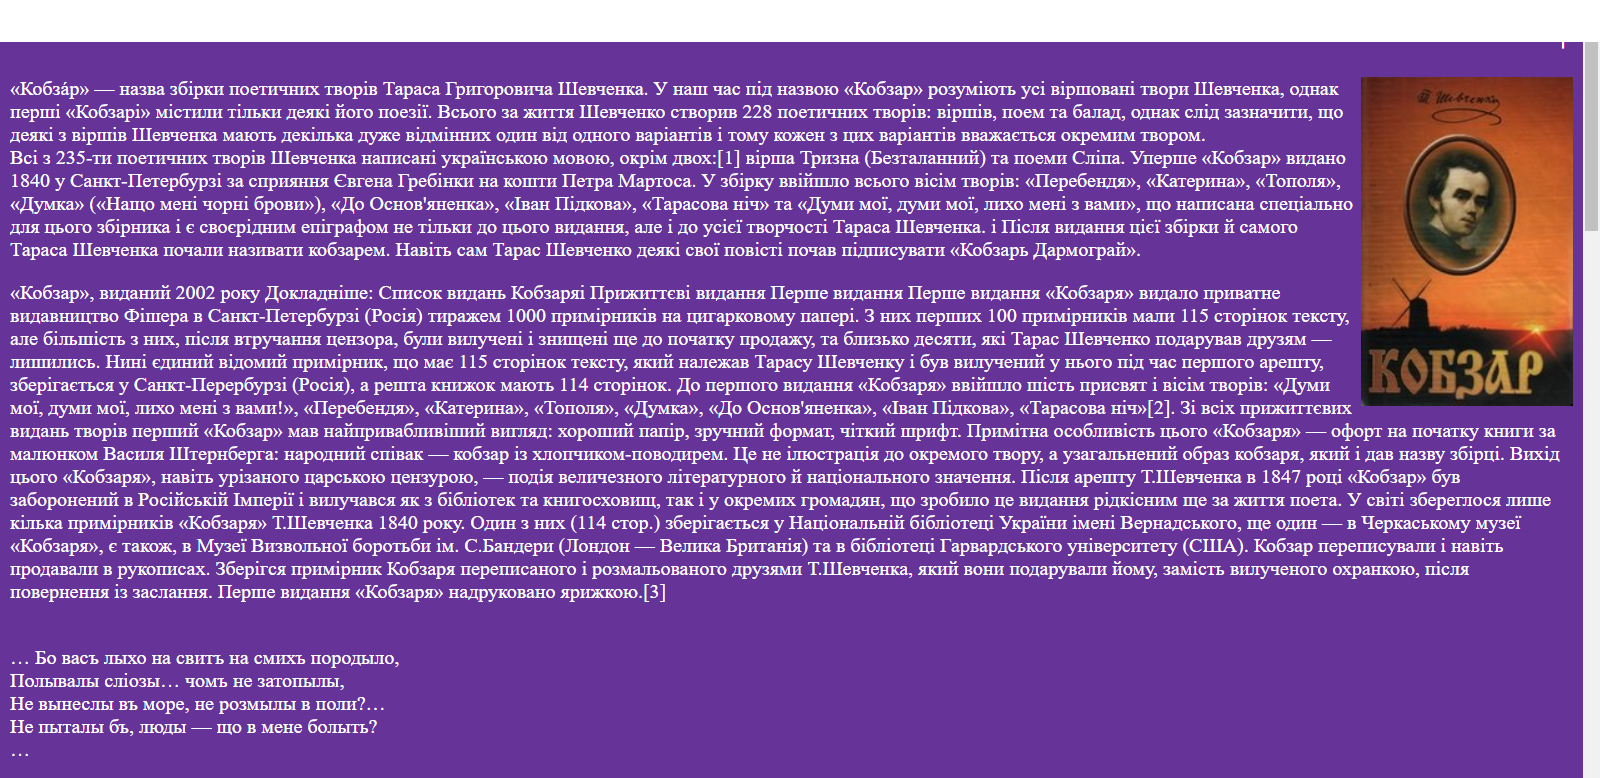 «Кобза́р» — назва збірки поетичних творів Тараса Григоровича Шевченка. У наш час під назвою «Кобзар» розуміють усі віршовані твори Шевченка, однак
перші «Кобзарі» містили тільки деякі його поезії. Всього за життя Шевченко створив 228 поетичних творів: віршів, поем та балад, однак слід зазначити, що
деякі з віршів Шевченка мають декілька дуже відмінних один від одного варіантів і тому кожен з цих варіантів вважається окремим твором.
Всі з 235-ти поетичних творів Шевченка написані українською мовою, окрім двох:[1] вірша Тризна (Безталанний) та поеми Сліпа. Уперше «Кобзар» видано
1840 у Санкт-Петербурзі за сприяння Євгена Гребінки на кошти Петра Мартоса. У збірку ввійшло всього вісім творів: «Перебендя», «Катерина», «Тополя»,
«Думка» («Нащо мені чорні брови»), «До Основ'яненка», «Іван Підкова», «Тарасова ніч» та «Думи мої, думи мої, лихо мені з вами», що написана спеціально
для цього збірника і є своєрідним епіграфом не тільки до цього видання, але і до усієї творчості Тараса Шевченка. і Після видання цієї збірки й самого
Тараса Шевченка почали називати кобзарем. Навіть сам Тарас Шевченко деякі свої повісті почав підписувати «Кобзарь Дармограй».
«Кобзар», виданий 2002 року Докладніше: Список видань Кобзаряі Прижиттєві видання Перше видання Перше видання «Кобзаря» видало приватне
видавництво Фішера в Санкт-Петербурзі (Росія) тиражем 1000 примірників на цигарковому папері. З них перших 100 примірників мали 115 сторінок тексту,
але більшість з них, після втручання цензора, були вилучені і знищені ще до початку продажу, та близько десяти, які Тарас Шевченко подарував друзям —
лишились. Нині єдиний відомий примірник, що має 115 сторінок тексту, який належав Тарасу Шевченку і був вилучений у нього під час першого арешту,
зберігається у Санкт-Перербурзі (Росія), а решта книжок мають 114 сторінок. До першого видання «Кобзаря» ввійшло шість присвят і вісім творів: «Думи
мої, думи мої, лихо мені з вами!», «Перебендя», «Катерина», «Тополя», «Думка», «До Основ'яненка», «Іван Підкова», «Тарасова ніч»[2]. Зі всіх прижиттєвих
видань творів перший «Кобзар» мав найпривабливіший вигляд: хороший папір, зручний формат, чіткий шрифт. Примітна особливість цього «Кобзаря» — офорт на початку книги за
малюнком Василя Штернберга: народний співак — кобзар із хлопчиком-поводирем. Це не ілюстрація до окремого твору, а узагальнений образ кобзаря, який і дав назву збірці. Вихід
цього «Кобзаря», навіть урізаного царською цензурою, — подія величезного літературного й національного значення. Після арешту Т.Шевченка в 1847 році «Кобзар» був
заборонений в Російській Імперії і вилучався як з бібліотек та книгосховищ, так і у окремих громадян, що зробило це видання рідкісним ще за життя поета. У світі збереглося лише
кілька примірників «Кобзаря» Т.Шевченка 1840 року. Один з них (114 стор.) зберігається у Національній бібліотеці України імені Вернадського, ще один — в Черкаському музеї
«Кобзаря», є також, в Музеї Визвольної боротьби ім. С.Бандери (Лондон — Велика Британія) та в бібліотеці Гарвардського університету (США). Кобзар переписували і навіть
продавали в рукописах. Зберігся примірник Кобзаря переписаного і розмальованого друзями Т.Шевченка, який вони подарували йому, замість вилученого охранкою, після
повернення із заслання. Перше видання «Кобзаря» надруковано ярижкою.[3]
Т. Шевченко
КОБЗАР
… Бо васъ лыхо на свитъ на смихъ породыло,
Полывалы сліозы… чомъ не затопылы,
Не вынеслы въ море, не розмылы в поли?…
Не пыталы бъ, люды — що в мене болыть?
…